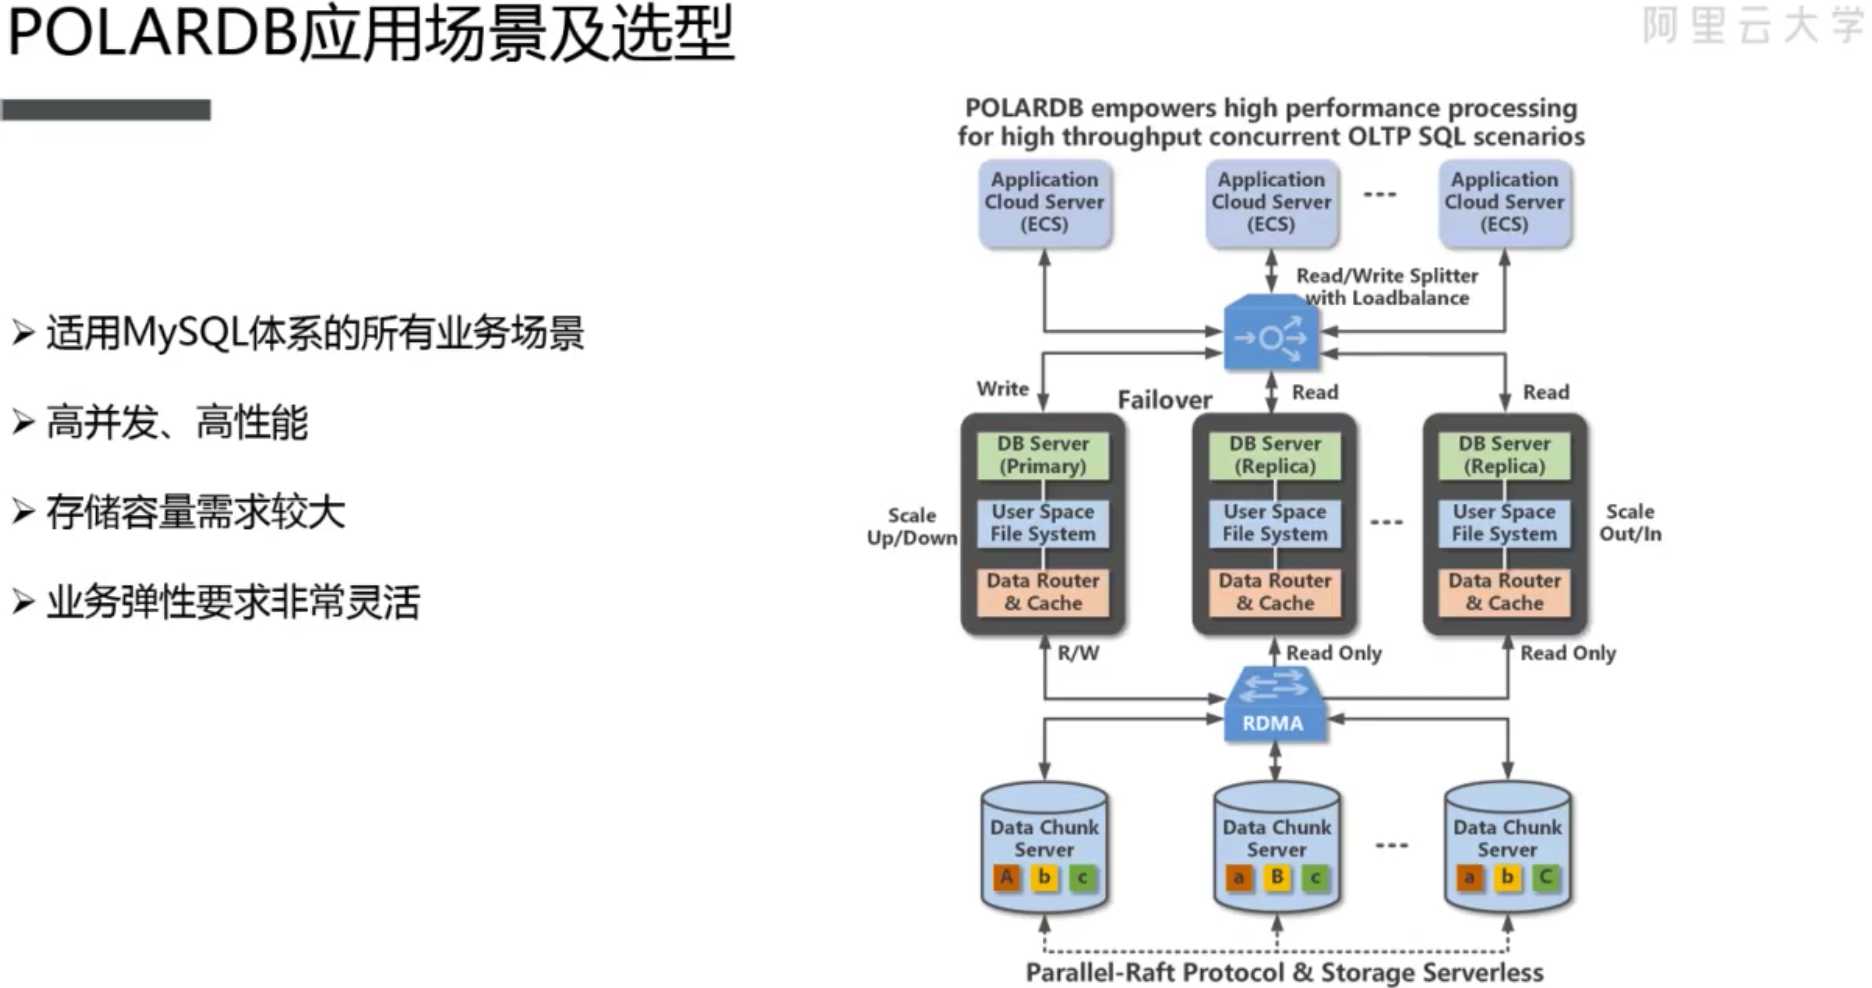 POLARDB应用场景及选型
阿里云大学
➢ 适用MySQL体系的所有业务场景
➢ 高并发、高性能
➢ 存储容量需求较大
➢ 业务弹性要求非常灵活
POLARDB empowers high performance processing
for high throughput concurrent OLTP SQL scenarios
Application
Cloud Server
(ECS)
Application
Cloud Server
(ECS)
---
Application
Cloud Server
(ECS)
Read/Write Splitter
with Loadbalance
Write
Failover
Read
Read
Scale
Up/Down
DB Server
(Primary)
User Space
File System
Data Router
& Cache
DB Server
(Replica)
User Space
File System
Data Router
& Cache
---
DB Server
(Replica)
User Space
File System
Data Router
& Cache
Scale
Out/In
R/W
Read Only
Read Only
RDMA
Data Chunk
Server
A b c
Data Chunk
Server
a B c
---
Data Chunk
Server
a b C
Parallel-Raft Protocol & Storage Serverless